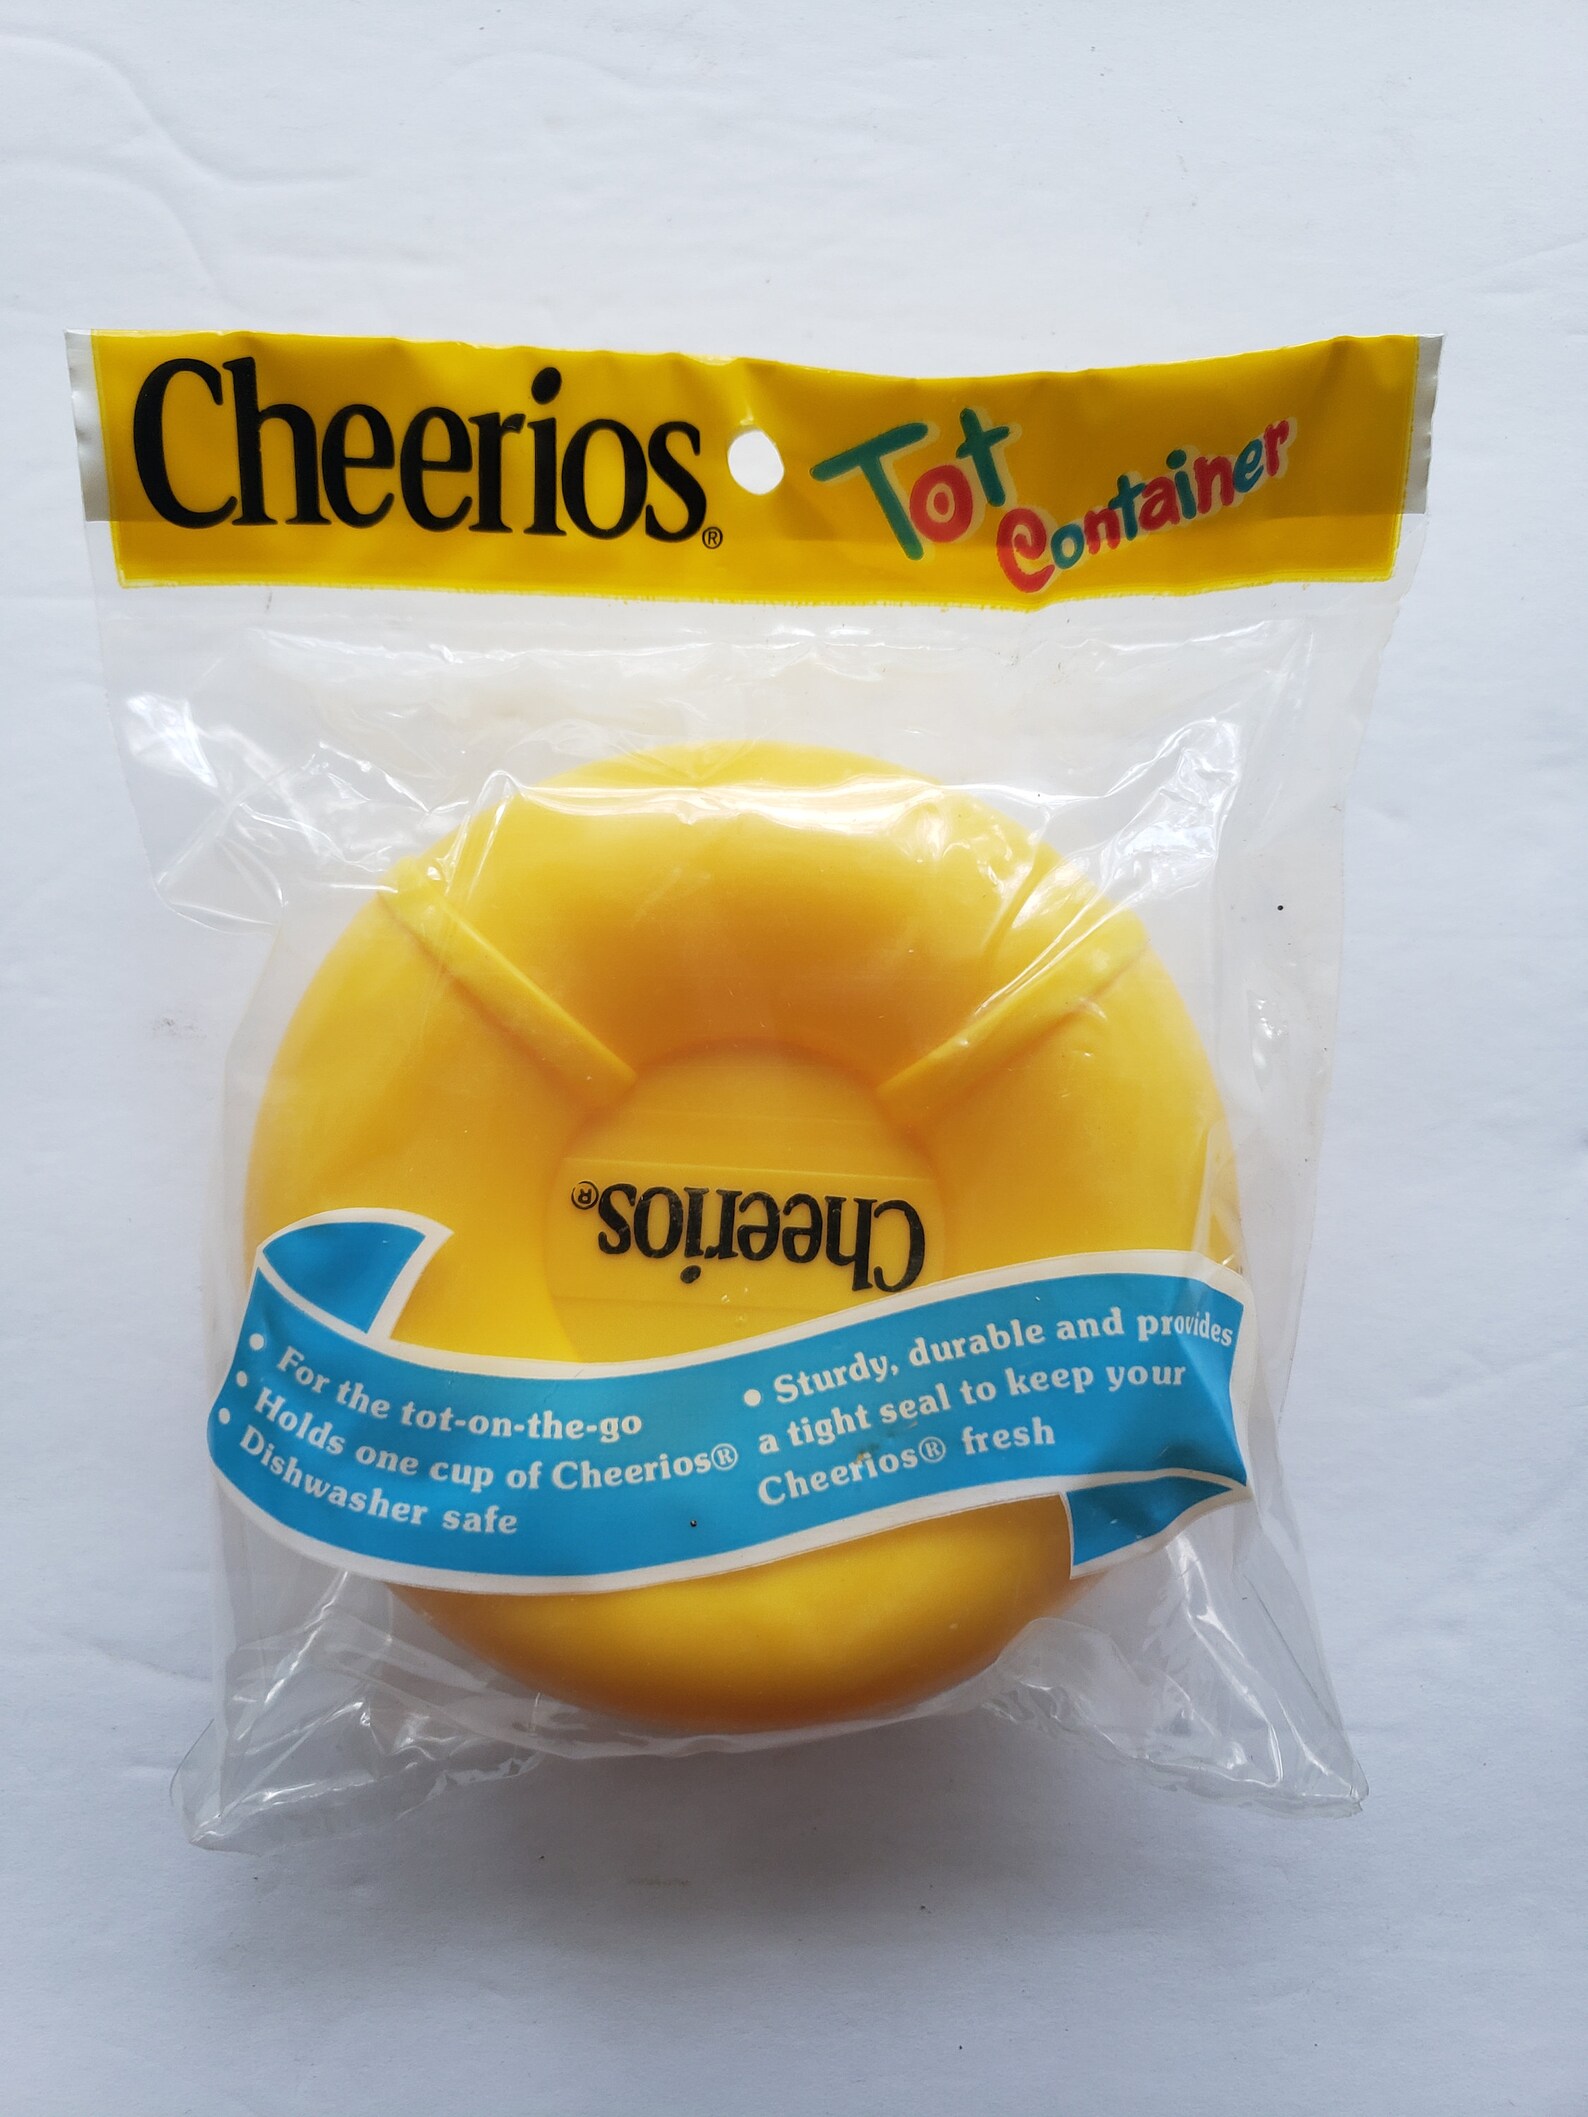 Cheerios®
Tot
Container
Cheerios®
• For the tot-on-the-go
• Holds one cup of Cheerios®
• Dishwasher safe
• Sturdy, durable and provides
a tight seal to keep your
Cheerios® fresh